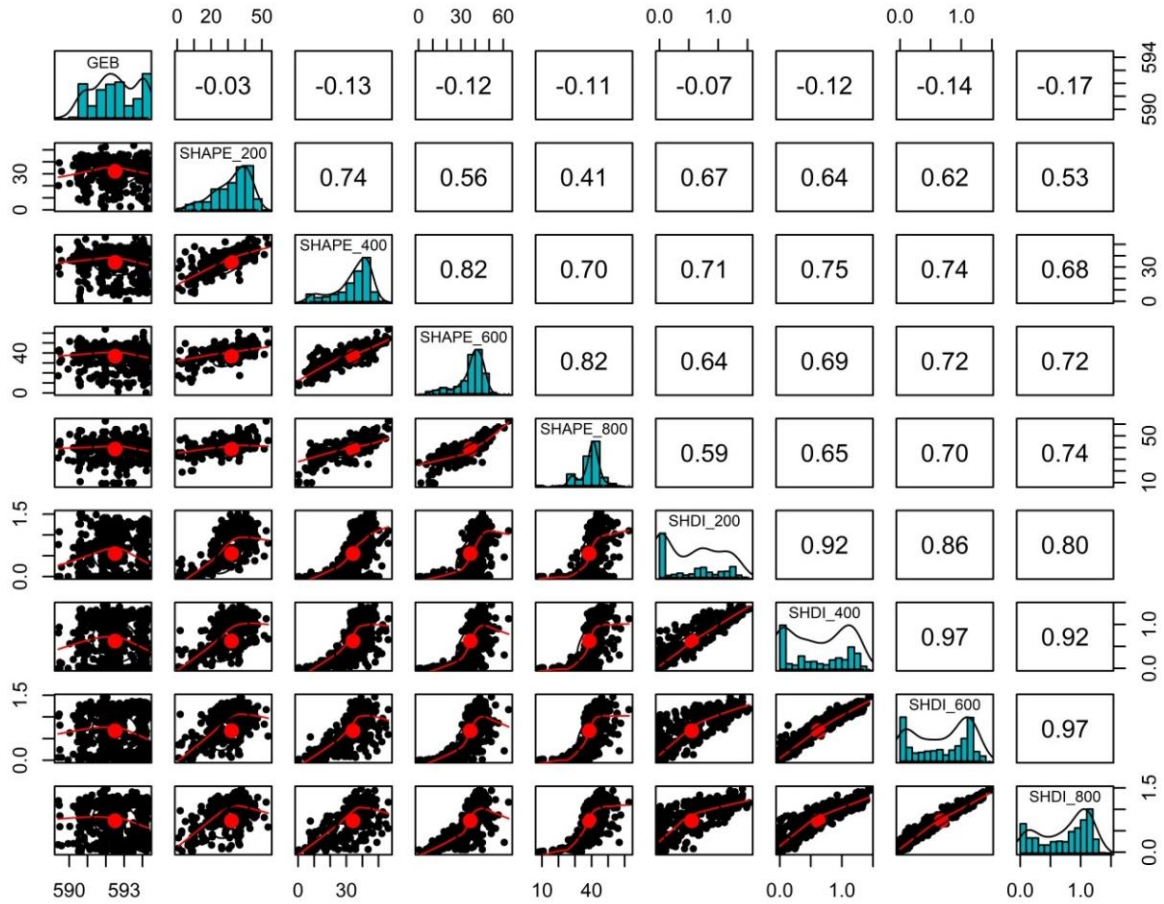 0 20 50 0 30 60 0.0 1.0 0.0 1.0
GEB -0.03 -0.13 -0.12 -0.11 -0.07 -0.12 -0.14 -0.17 590 594
0 30 SHAPE_200 0.74 0.56 0.41 0.67 0.64 0.62 0.53
SHAPE_400 0.82 0.70 0.71 0.75 0.74 0.68 0 30
0 40 SHAPE_600 0.82 0.64 0.69 0.72 0.72
SHAPE_800 0.59 0.65 0.70 0.74 10 50
0.0 1.5 SHDI_200 0.92 0.86 0.80
SHDI_400 0.97 0.92 0.0 1.0
0.0 1.5 SHDI_600 0.97
SHDI_800 0.0 1.5
590 593 0 30 10 40 0.0 1.0 0.0 1.0